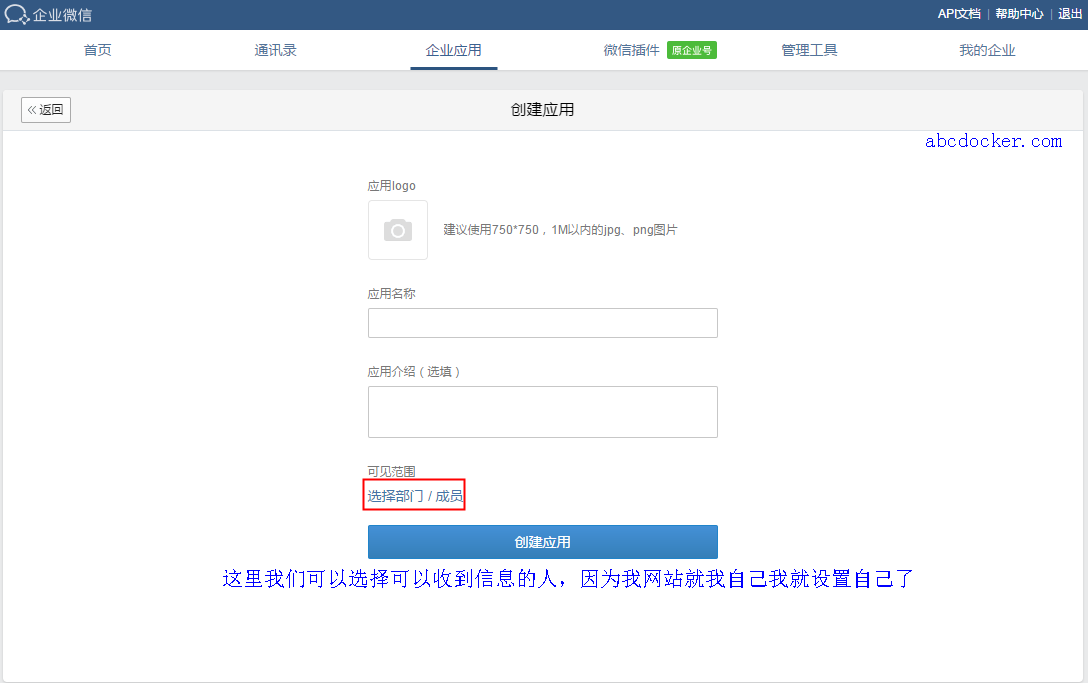 企业微信
API文档 | 帮助中心 | 退出
首页 通讯录 企业应用 微信插件 原企业号 管理工具 我的企业
«返回 创建应用
abcdocker.com
应用logo
建议使用750*750，1M以内的jpg、png图片
应用名称
应用介绍（选填）
可见范围
选择部门 / 成员
创建应用
这里我们可以选择可以收到信息的人，因为我网站就我自己我就设置自己了